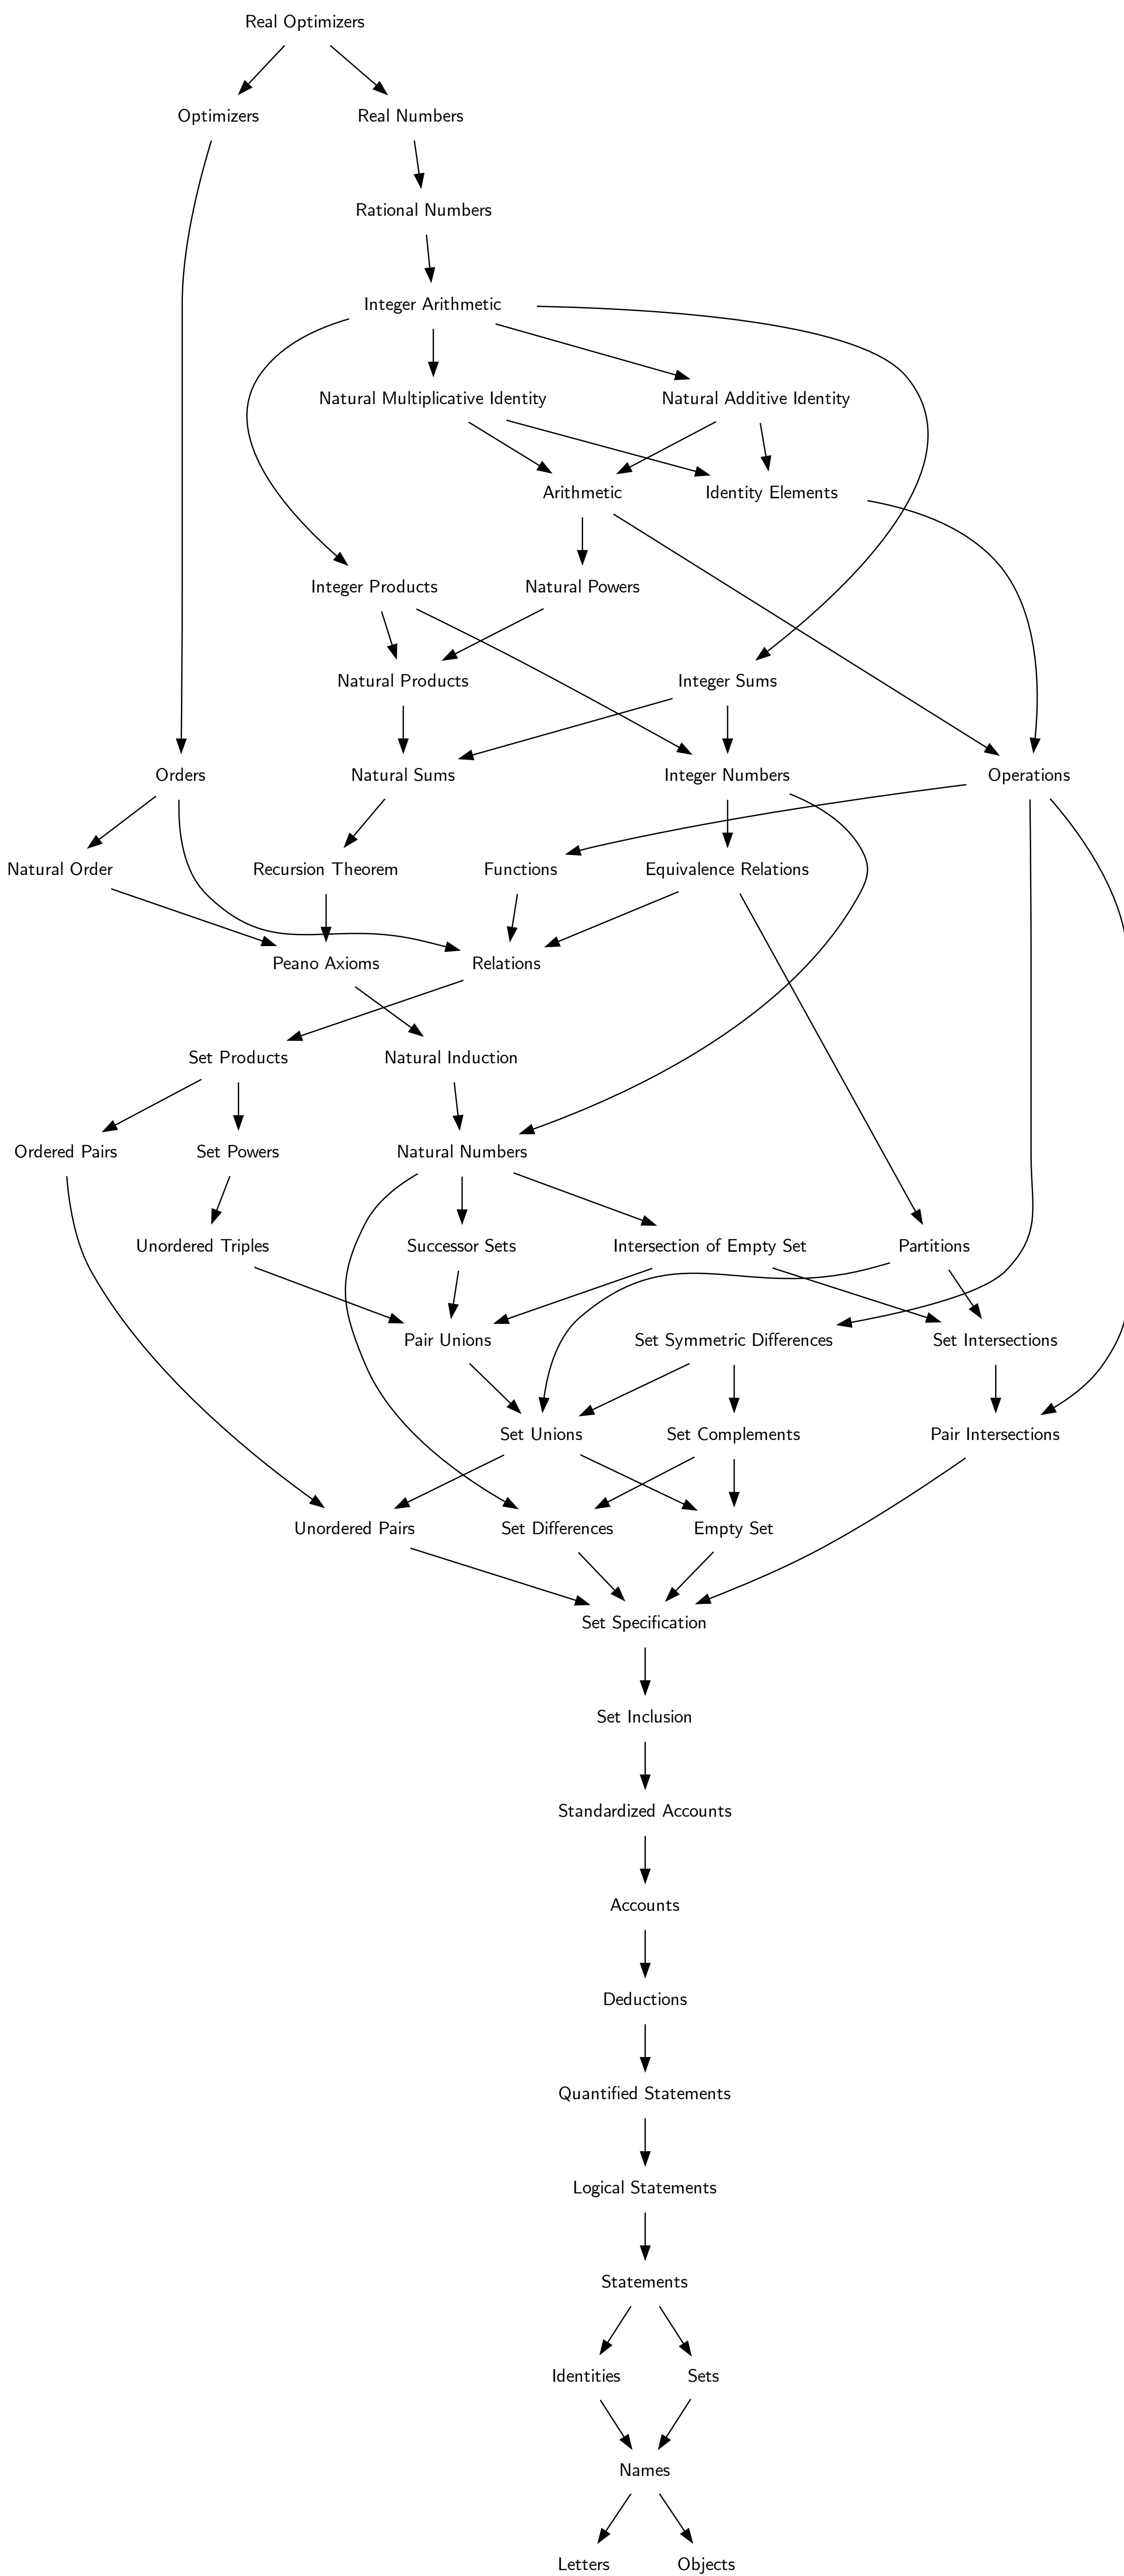 Real Optimizers
Optimizers
Real Numbers
Rational Numbers
Integer Arithmetic
Natural Multiplicative Identity
Natural Additive Identity
Arithmetic
Identity Elements
Integer Products
Natural Powers
Natural Products
Integer Sums
Orders
Natural Sums
Integer Numbers
Operations
Natural Order
Recursion Theorem
Functions
Equivalence Relations
Peano Axioms
Relations
Set Products
Natural Induction
Ordered Pairs
Set Powers
Natural Numbers
Unordered Triples
Successor Sets
Intersection of Empty Set
Partitions
Pair Unions
Set Symmetric Differences
Set Intersections
Set Unions
Set Complements
Pair Intersections
Unordered Pairs
Set Differences
Empty Set
Set Specification
Set Inclusion
Standardized Accounts
Accounts
Deductions
Quantified Statements
Logical Statements
Statements
Identities
Sets
Names
Letters
Objects